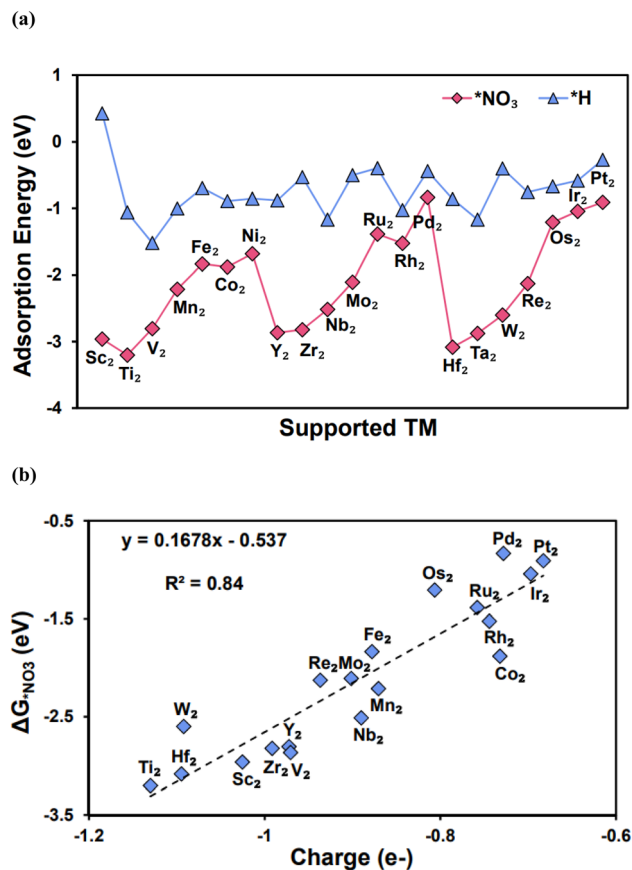 (a)
1
0
-1
-2
-3
-4
Adsorption Energy (eV)
*NO₃ *H
Sc₂
Ti₂
V₂
Mn₂
Fe₂
Co₂
Ni₂
Y₂
Zr₂
Nb₂
Mo₂
Ru₂
Rh₂
Pd₂
Hf₂
Ta₂
W₂
Re₂
Os₂
Ir₂
Pt₂
Supported TM
(b)
-0.5
-1.5
-2.5
-3.5
ΔG*NO3 (eV)
y = 0.1678x - 0.537
R² = 0.84
Ti₂
Hf₂
W₂
Sc₂
Zr₂
Y₂
V₂
Re₂
Mo₂
Nb₂
Fe₂
Mn₂
Os₂
Ru₂
Rh₂
Co₂
Pd₂
Ir₂
Pt₂
-1.2 -1 -0.8 -0.6
Charge (e-)